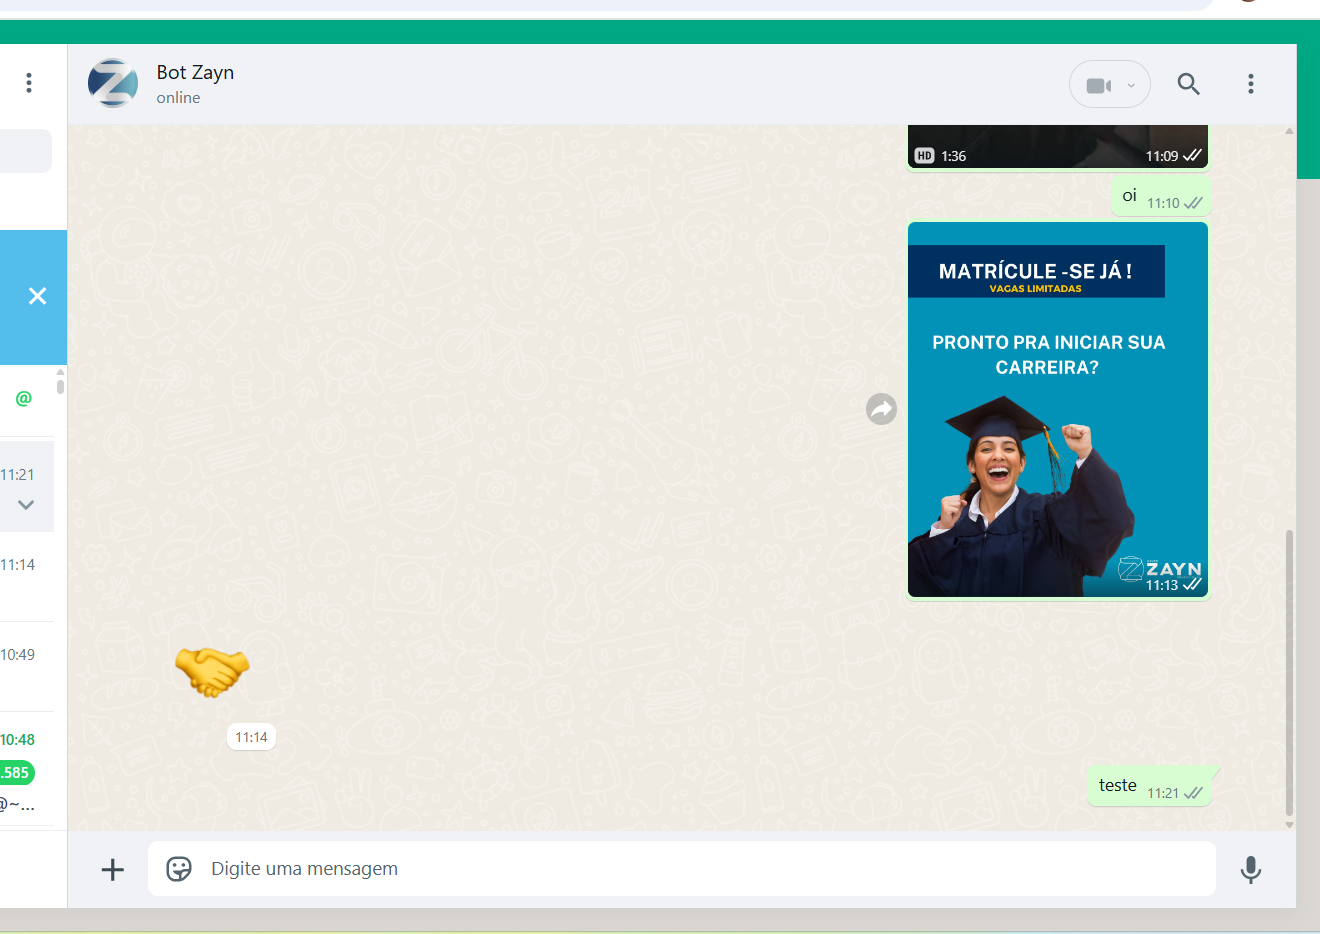 Bot Zayn
online
HD 1:36 11:09
oi 11:10
MATRÍCULE -SE JÁ !
VAGAS LIMITADAS
PRONTO PRA INICIAR SUA
CARREIRA?
ZAYN
11:13
11:14
teste 11:21
Digite uma mensagem
@
11:21
11:14
10:49
10:48
.585
@~...